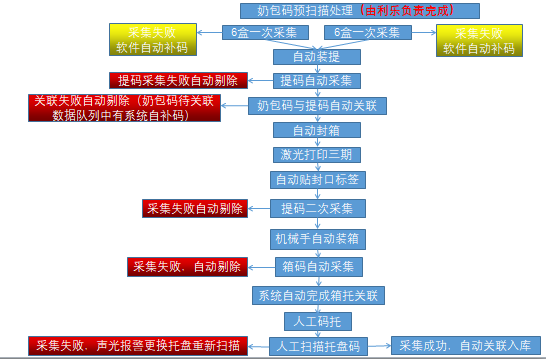 奶包码预扫描处理（由利乐负责完成）
采集失败
软件自动补码
6盒一次采集
6盒一次采集
采集失败
软件自动补码
自动装提
提码采集失败自动剔除
提码自动采集
关联失败自动剔除（奶包码待关联
数据队列中有系统自补码）
奶包码与提码自动关联
自动封箱
激光打印三期
自动贴封口标签
采集失败自动剔除
提码二次采集
机械手自动装箱
采集失败．自动剔除
箱码自动采集
系统自动完成箱托关联
人工码托
采集失败．声光报警更换托盘重新扫描
人工扫描托盘码
采集成功．自动关联入库